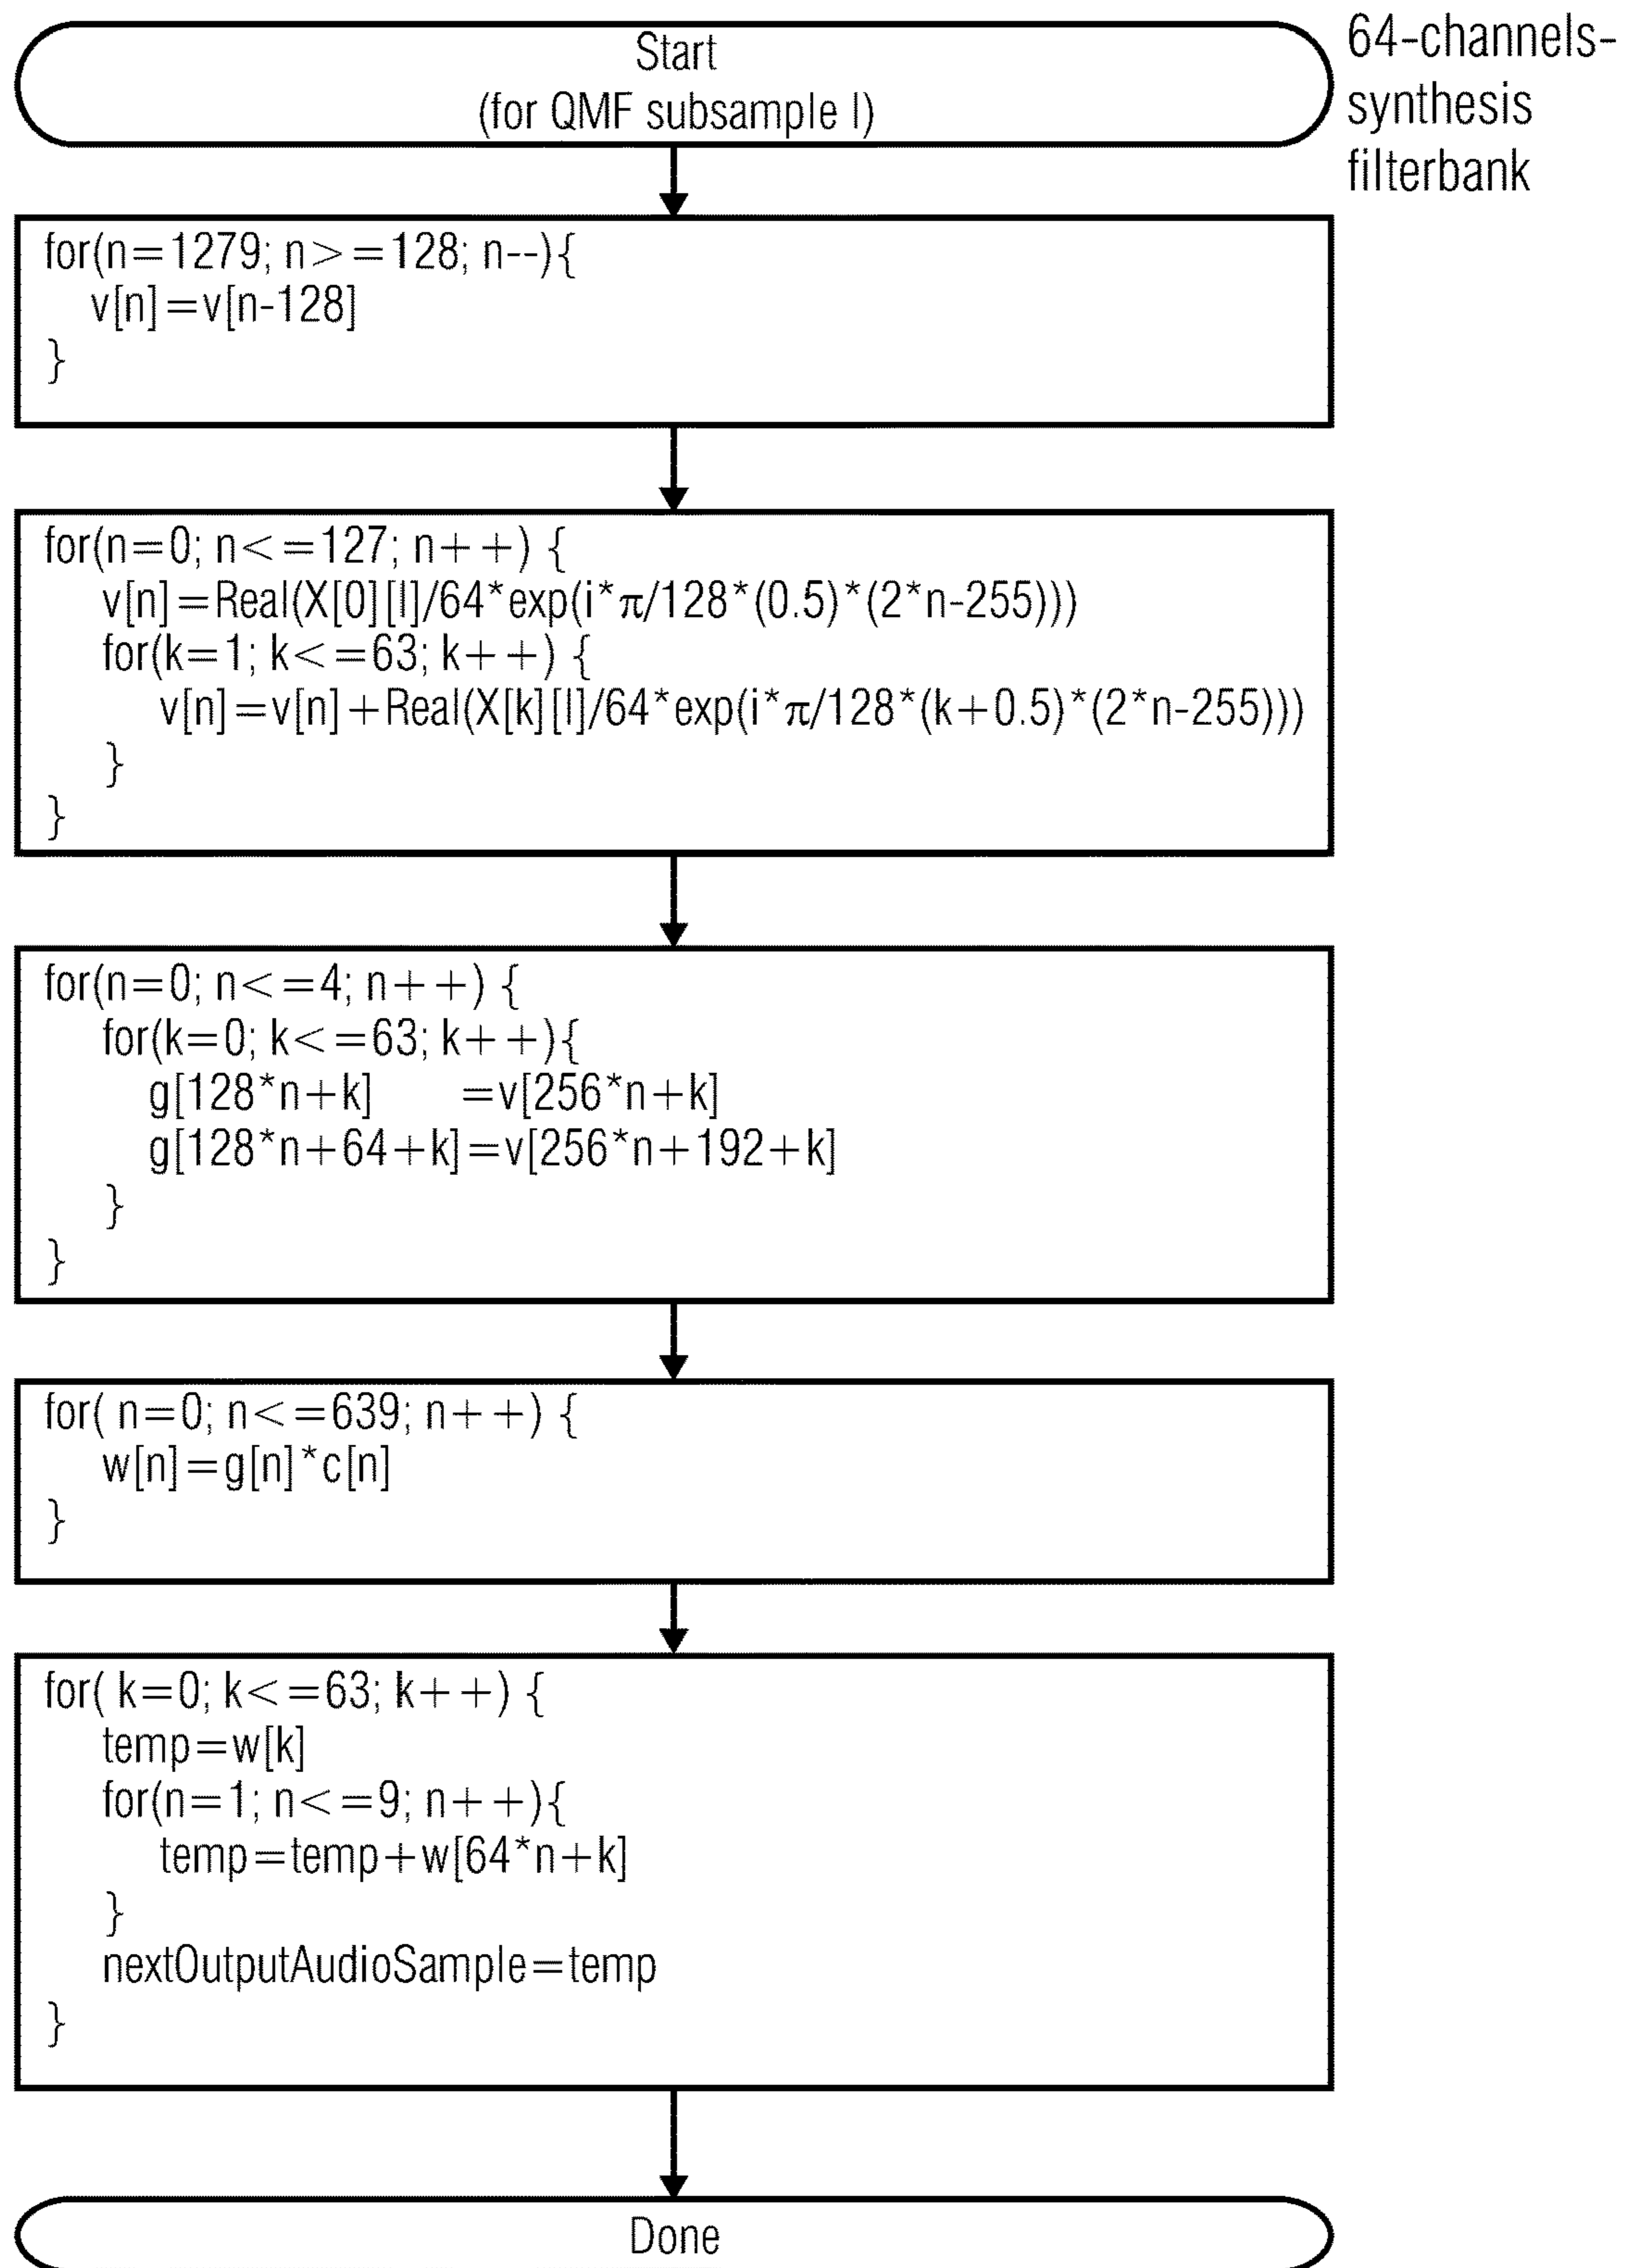 Start
(for QMF subsample l)
64-channels-
synthesis
filterbank
for(n=1279; n>=128; n--){
v[n]=v[n-128]
}
for(n=0; n<=127; n++) {
v[n]=Real(X[0][l]/64*exp(i*π/128*(0.5)*(2*n-255)))
for(k=1; k<=63; k++) {
v[n]=v[n]+Real(X[k][l]/64*exp(i*π/128*(k+0.5)*(2*n-255)))
}
}
for(n=0; n<=4; n++) {
for(k=0; k<=63; k++){
g[128*n+k] =v[256*n+k]
g[128*n+64+k]=v[256*n+192+k]
}
}
for( n=0; n<=639; n++) {
w[n]=g[n]*c[n]
}
for( k=0; k<=63; k++) {
temp=w[k]
for(n=1; n<=9; n++){
temp=temp+w[64*n+k]
}
nextOutputAudioSample=temp
}
Done